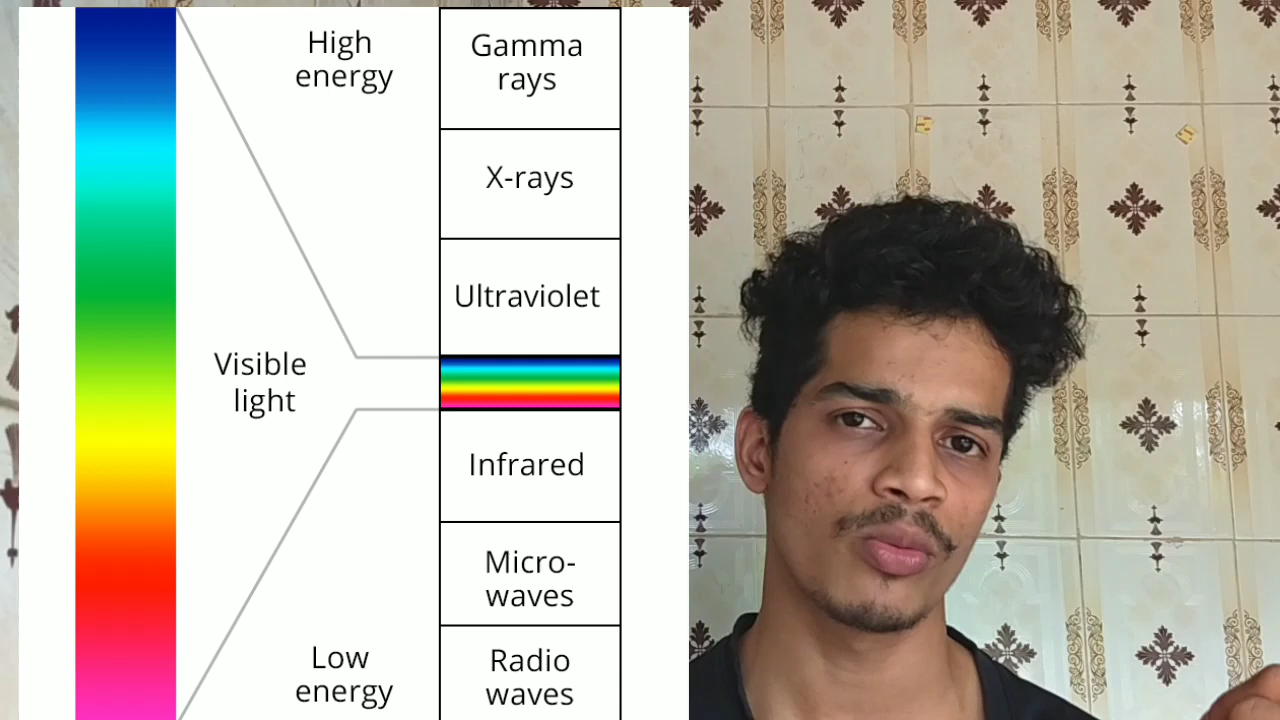 High
energy
Gamma
rays
X-rays
Ultraviolet
Visible
light
Infrared
Micro-
waves
Low
energy
Radio
waves